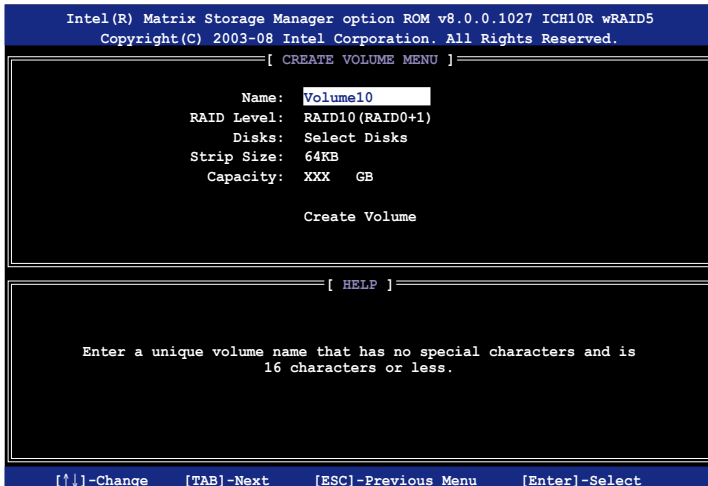 Intel(R) Matrix Storage Manager option ROM v8.0.0.1027 ICH10R wRAID5
Copyright(C) 2003-08 Intel Corporation. All Rights Reserved.
[ CREATE VOLUME MENU ]
Name: Volume10
RAID Level: RAID10(RAID0+1)
Disks: Select Disks
Strip Size: 64KB
Capacity: XXX GB
Create Volume
[ HELP ]
Enter a unique volume name that has no special characters and is
16 characters or less.
[↑↓]-Change [TAB]-Next [ESC]-Previous Menu [Enter]-Select